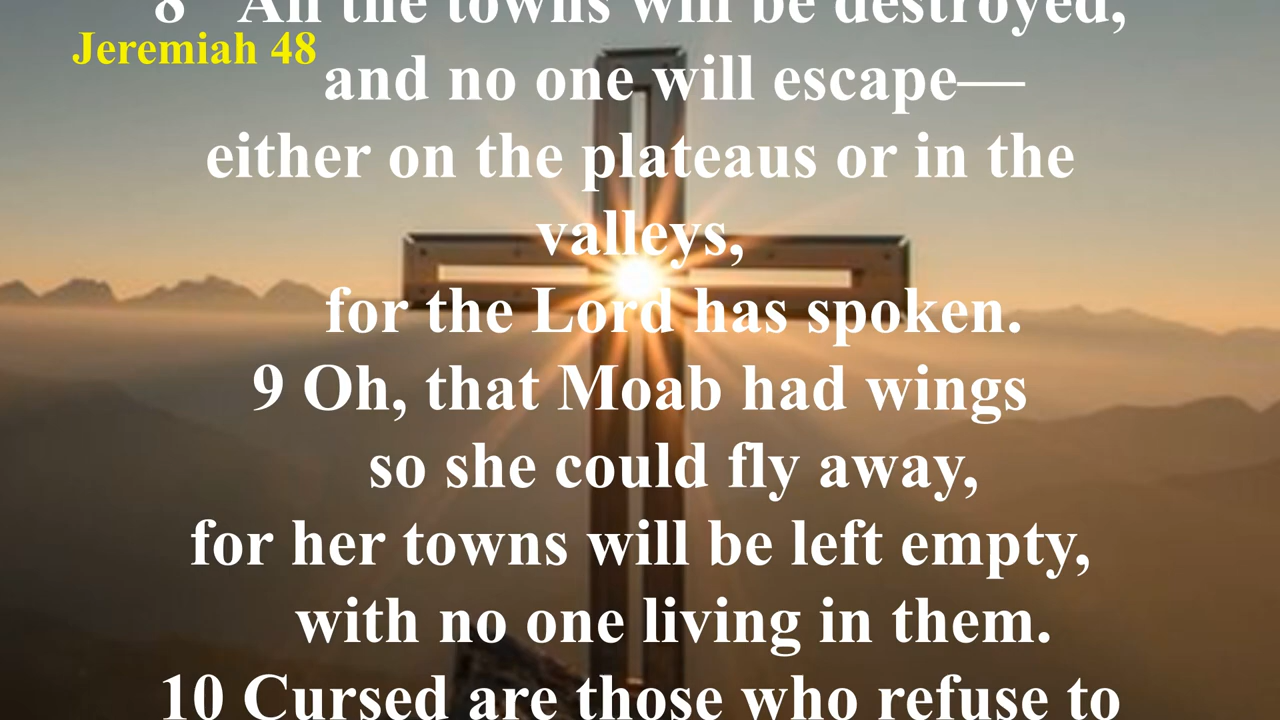 8 “All the towns will be destroyed,
Jeremiah 48
and no one will escape—
either on the plateaus or in the
valleys,
for the Lord has spoken.
9 Oh, that Moab had wings
so she could fly away,
for her towns will be left empty,
with no one living in them.
10 Cursed are those who refuse to